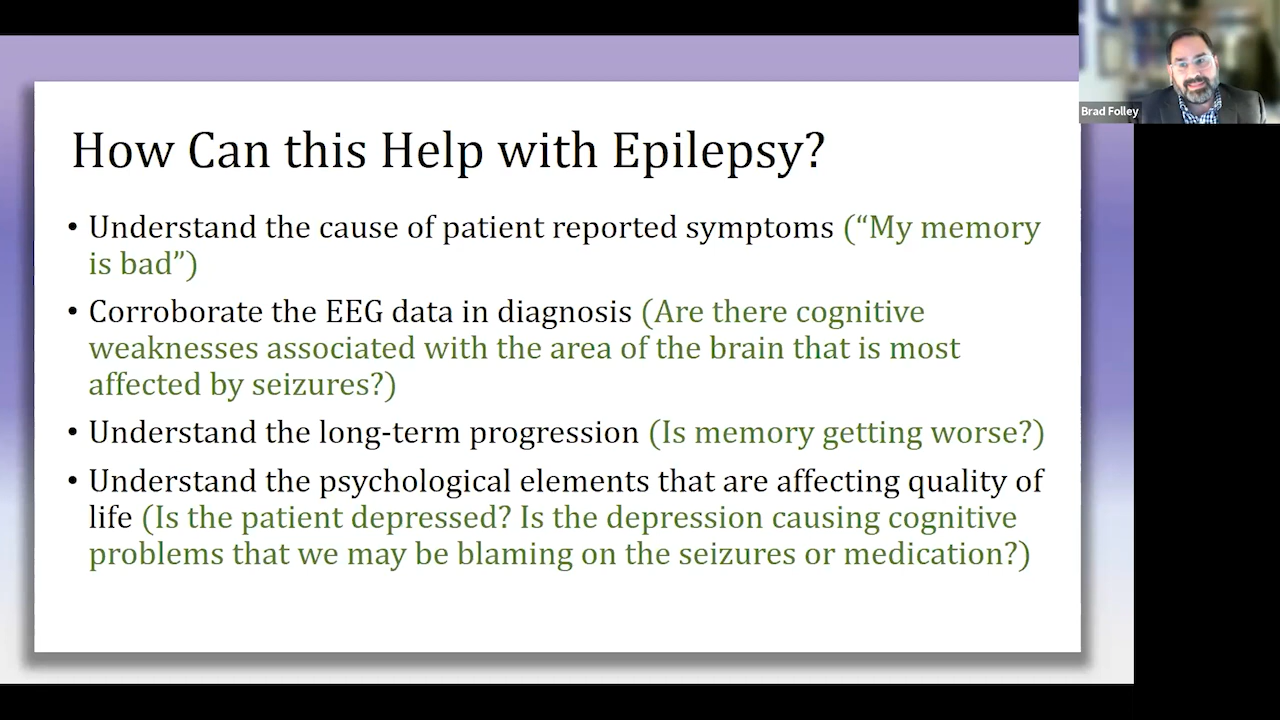 How Can this Help with Epilepsy?
• Understand the cause of patient reported symptoms (“My memory
is bad”)
• Corroborate the EEG data in diagnosis (Are there cognitive
weaknesses associated with the area of the brain that is most
affected by seizures?)
• Understand the long-term progression (Is memory getting worse?)
• Understand the psychological elements that are affecting quality of
life (Is the patient depressed? Is the depression causing cognitive
problems that we may be blaming on the seizures or medication?)
Brad Folley